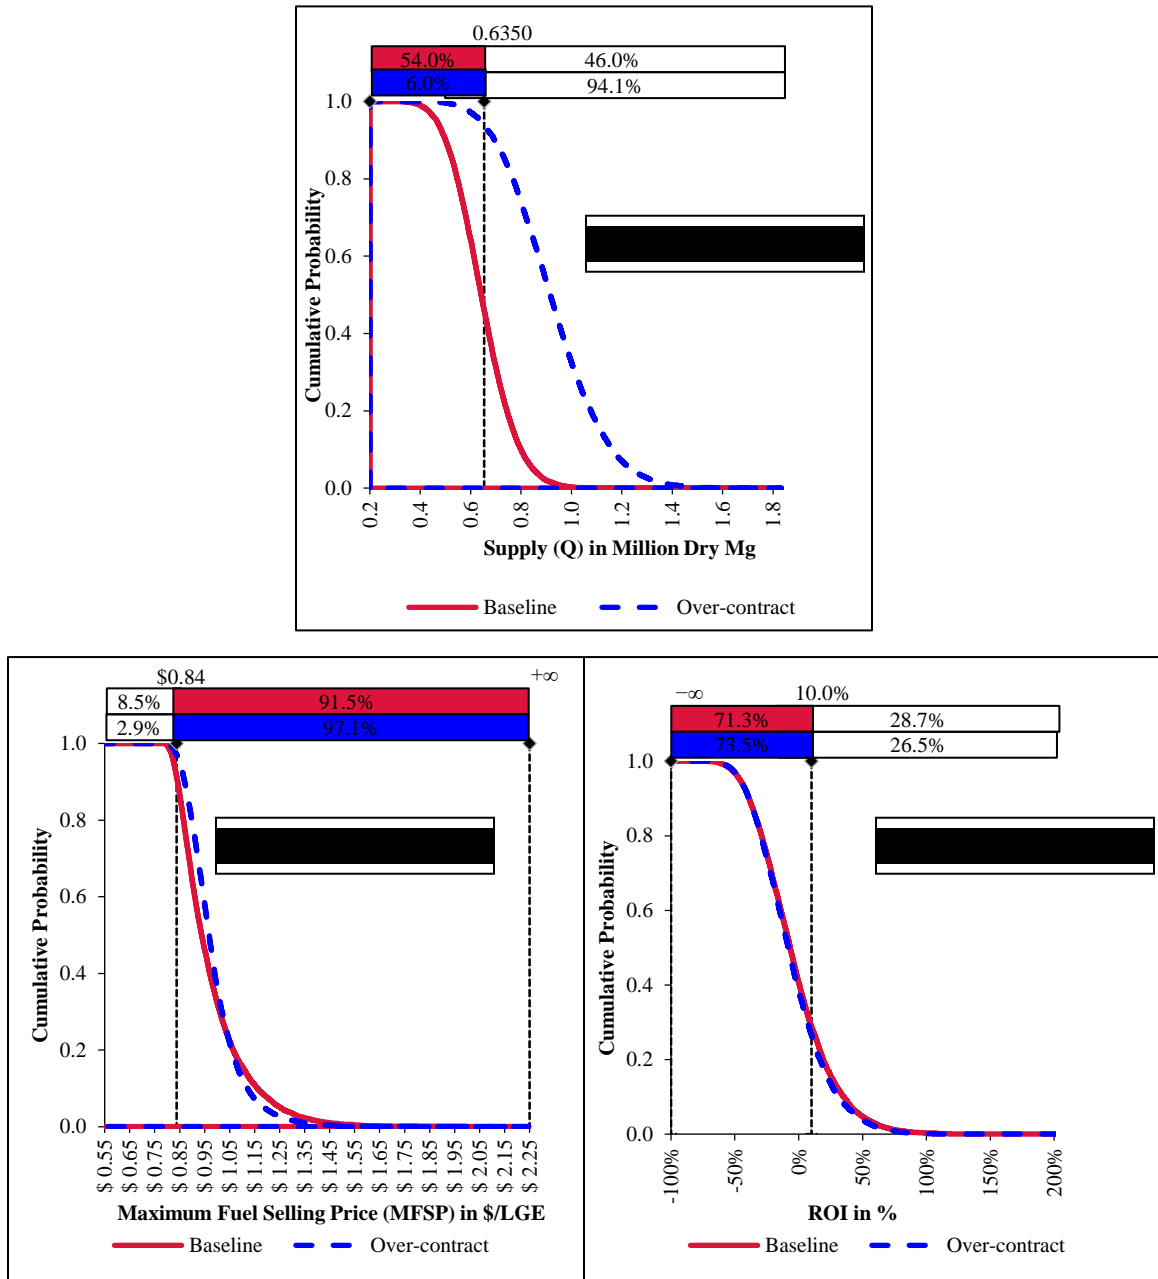 0.6350
54.0% 46.0%
6.0% 94.1%
1.0
0.8
0.6
0.4
0.2
0.0
Cumulative Probability
0.2 0.4 0.6 0.8 1.0 1.2 1.4 1.6 1.8
Supply (Q) in Million Dry Mg
Baseline Over-contract
$0.84 +∞
8.5% 91.5%
2.9% 97.1%
1.0
0.8
0.6
0.4
0.2
0.0
Cumulative Probability
$ 0.55 $ 0.65 $ 0.75 $ 0.85 $ 0.95 $ 1.05 $ 1.15 $ 1.25 $ 1.35 $ 1.45 $ 1.55 $ 1.65 $ 1.75 $ 1.85 $ 1.95 $ 2.05 $ 2.15 $ 2.25
Maximum Fuel Selling Price (MFSP) in $/LGE
Baseline Over-contract
−∞ 10.0%
71.3% 28.7%
73.5% 26.5%
1.0
0.8
0.6
0.4
0.2
0.0
Cumulative Probability
-100% -50% 0% 50% 100% 150% 200%
ROI in %
Baseline Over-contract